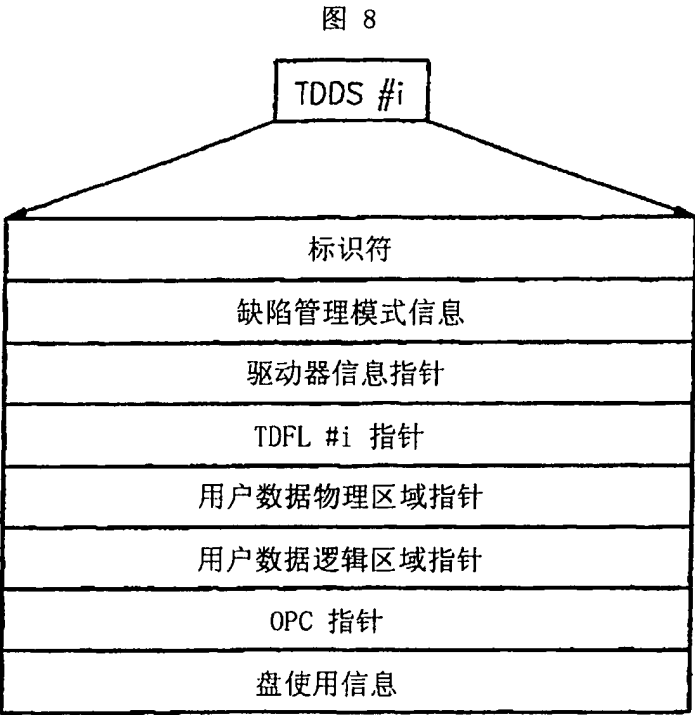 图 8
TDDS #i
标识符
缺陷管理模式信息
驱动器信息指针
TDFL #i 指针
用户数据物理区域指针
用户数据逻辑区域指针
OPC 指针
盘使用信息